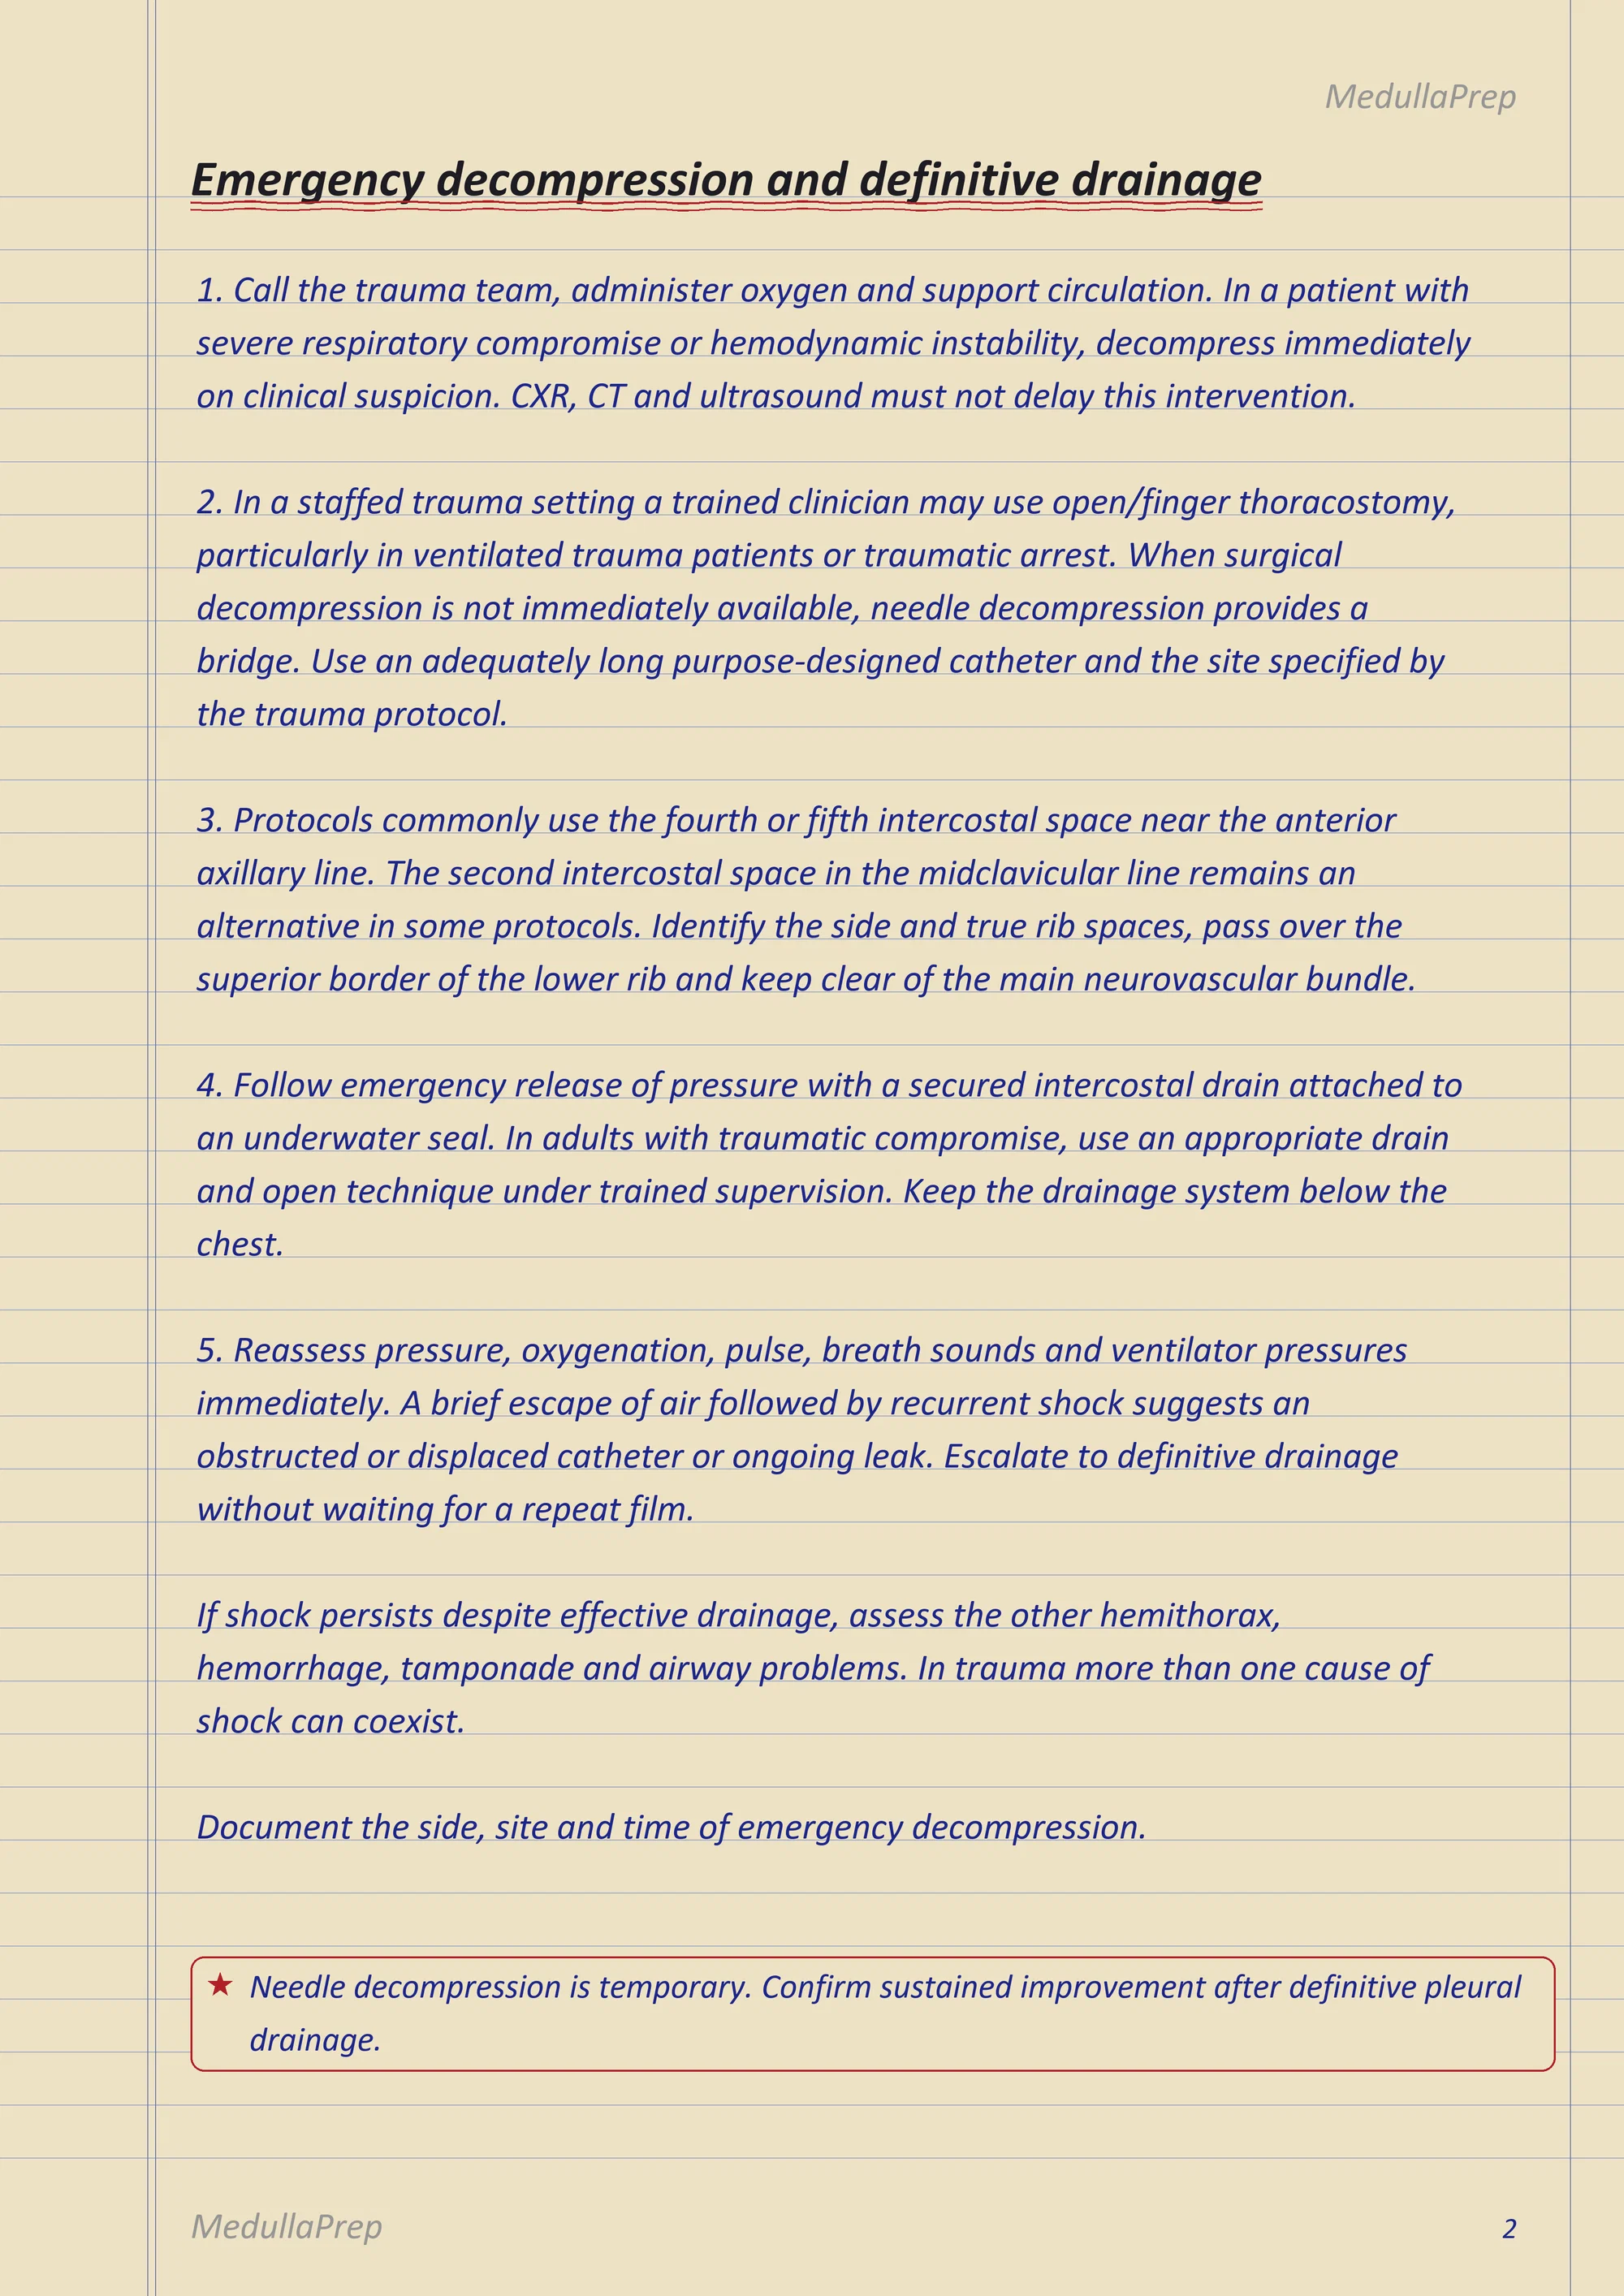 MedullaPrep
Emergency decompression and definitive drainage
1. Call the trauma team, administer oxygen and support circulation. In a patient with
severe respiratory compromise or hemodynamic instability, decompress immediately
on clinical suspicion. CXR, CT and ultrasound must not delay this intervention.
2. In a staffed trauma setting a trained clinician may use open/finger thoracostomy,
particularly in ventilated trauma patients or traumatic arrest. When surgical
decompression is not immediately available, needle decompression provides a
bridge. Use an adequately long purpose-designed catheter and the site specified by
the trauma protocol.
3. Protocols commonly use the fourth or fifth intercostal space near the anterior
axillary line. The second intercostal space in the midclavicular line remains an
alternative in some protocols. Identify the side and true rib spaces, pass over the
superior border of the lower rib and keep clear of the main neurovascular bundle.
4. Follow emergency release of pressure with a secured intercostal drain attached to
an underwater seal. In adults with traumatic compromise, use an appropriate drain
and open technique under trained supervision. Keep the drainage system below the
chest.
5. Reassess pressure, oxygenation, pulse, breath sounds and ventilator pressures
immediately. A brief escape of air followed by recurrent shock suggests an
obstructed or displaced catheter or ongoing leak. Escalate to definitive drainage
without waiting for a repeat film.
If shock persists despite effective drainage, assess the other hemithorax,
hemorrhage, tamponade and airway problems. In trauma more than one cause of
shock can coexist.
Document the side, site and time of emergency decompression.
★ Needle decompression is temporary. Confirm sustained improvement after definitive pleural
drainage.
MedullaPrep
2